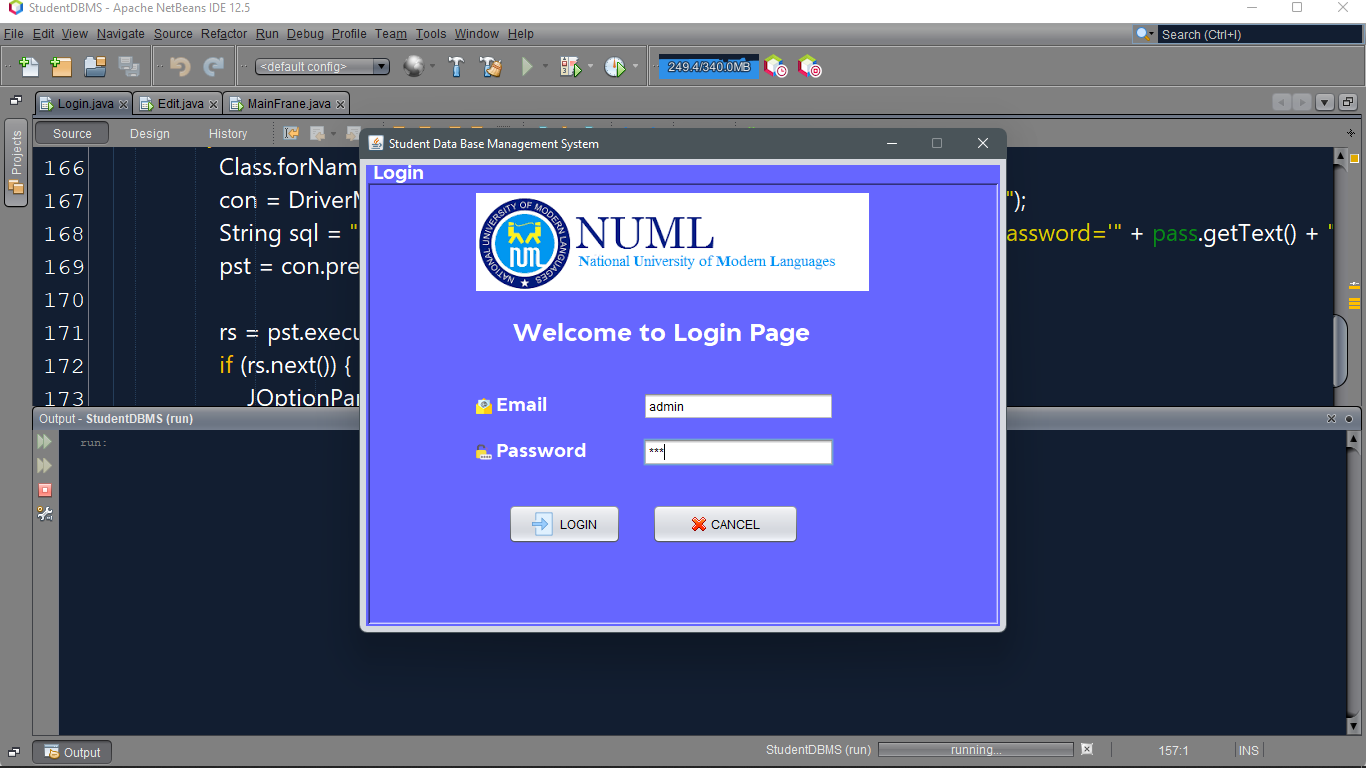 StudentDBMS - Apache NetBeans IDE 12.5
File Edit View Navigate Source Refactor Run Debug Profile Team Tools Window Help
Search (Ctrl+I)
<default config>
249.4/340.0MB
Login.java
Edit.java
MainFrane.java
Projects
Source
Design
History
166 Class.forNam
167 con = DriverM ");
168 String sql = " assword='" + pass.getText() + "
169 pst = con.pre
170
171 rs = pst.execu
172 if (rs.next()) {
173 JOptionPa
Student Data Base Management System
Login
NATIONAL UNIVERSITY OF MODERN LANGUAGES
NUML
National University of Modern Languages
Welcome to Login Page
Email
admin
Password
***
LOGIN
CANCEL
Output - StudentDBMS (run)
run:
Output
StudentDBMS (run)
running...
157:1
INS